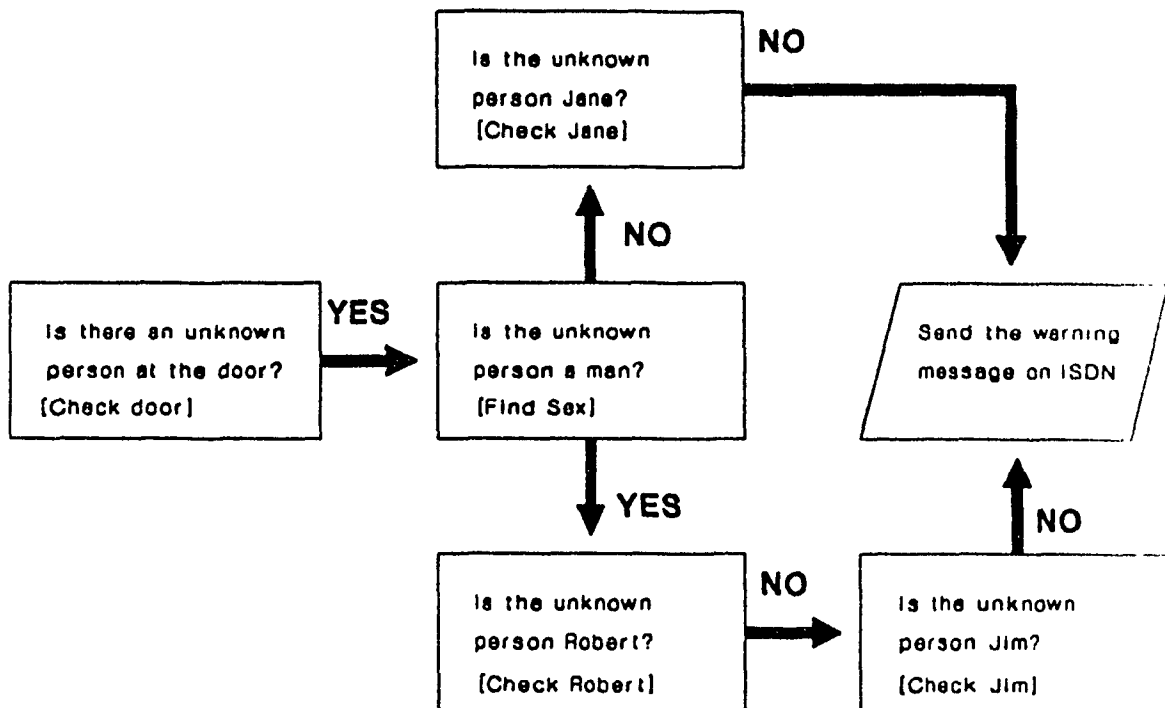 Is the unknown
person Jane?
[Check Jane]
NO
NO
Is there an unknown
person at the door?
[Check door]
YES
Is the unknown
person a man?
[Find Sex]
Send the warning
message on ISDN
YES
NO
Is the unknown
person Robert?
[Check Robert]
NO
Is the unknown
person Jim?
[Check Jim]